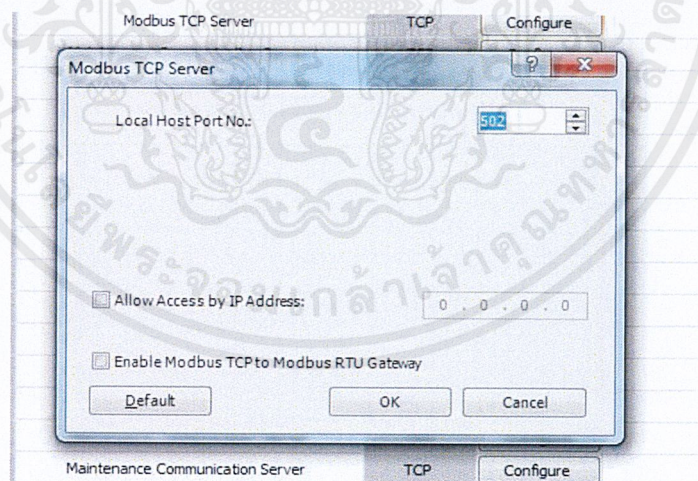 Modbus TCP Server TCP Configure
Modbus TCP Server
Local Host Port No.: 502
Allow Access by IP Address: 0 . 0 . 0 . 0
Enable Modbus TCP to Modbus RTU Gateway
Default OK Cancel
Maintenance Communication Server TCP Configure